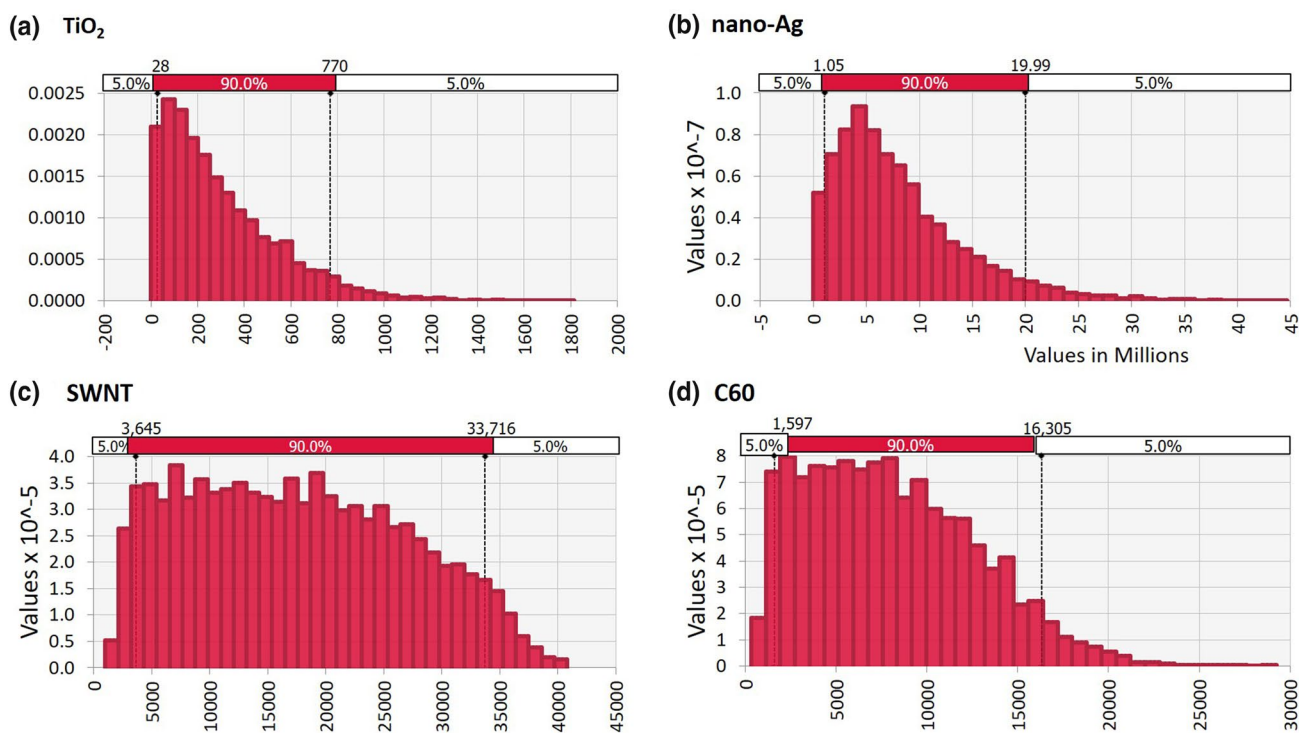 (a) TiO₂
28 770
5.0% 90.0% 5.0%
0.0025
0.0020
0.0015
0.0010
0.0005
0.0000
-200 0 200 400 600 800 1000 1200 1400 1600 1800 2000
(b) nano-Ag
1.05 19.99
5.0% 90.0% 5.0%
1.0
0.8
0.6
0.4
0.2
0.0
Values x 10^-7
-5 0 5 10 15 20 25 30 35 40 45
Values in Millions
(c) SWNT
3,645 33,716
5.0% 90.0% 5.0%
4.0
3.5
3.0
2.5
2.0
1.5
1.0
0.5
0.0
Values x 10^-5
0 50000 10000 15000 20000 25000 30000 35000 40000 45000
(d) C60
1,597 16,305
5.0% 90.0% 5.0%
8
7
6
5
4
3
2
1
0
Values x 10^-5
0 50000 10000 15000 20000 25000 30000